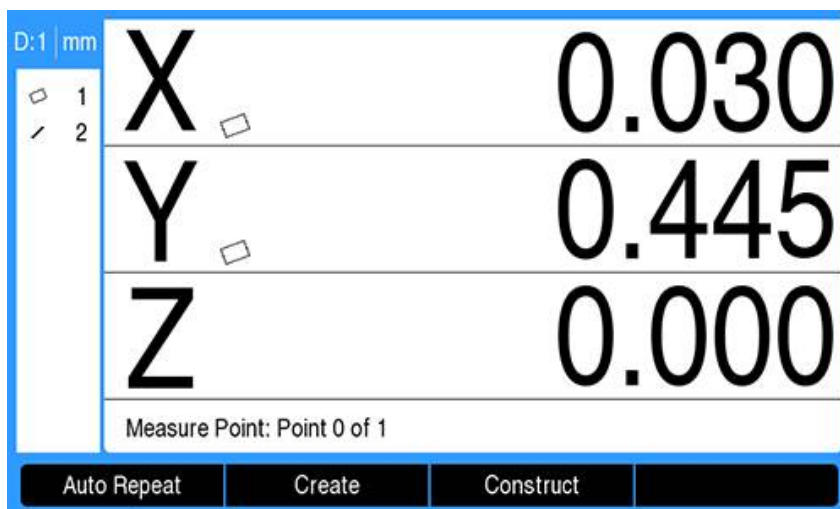 D:1 mm
1
2
X 0.030
Y 0.445
Z 0.000
Measure Point: Point 0 of 1
Auto Repeat Create Construct